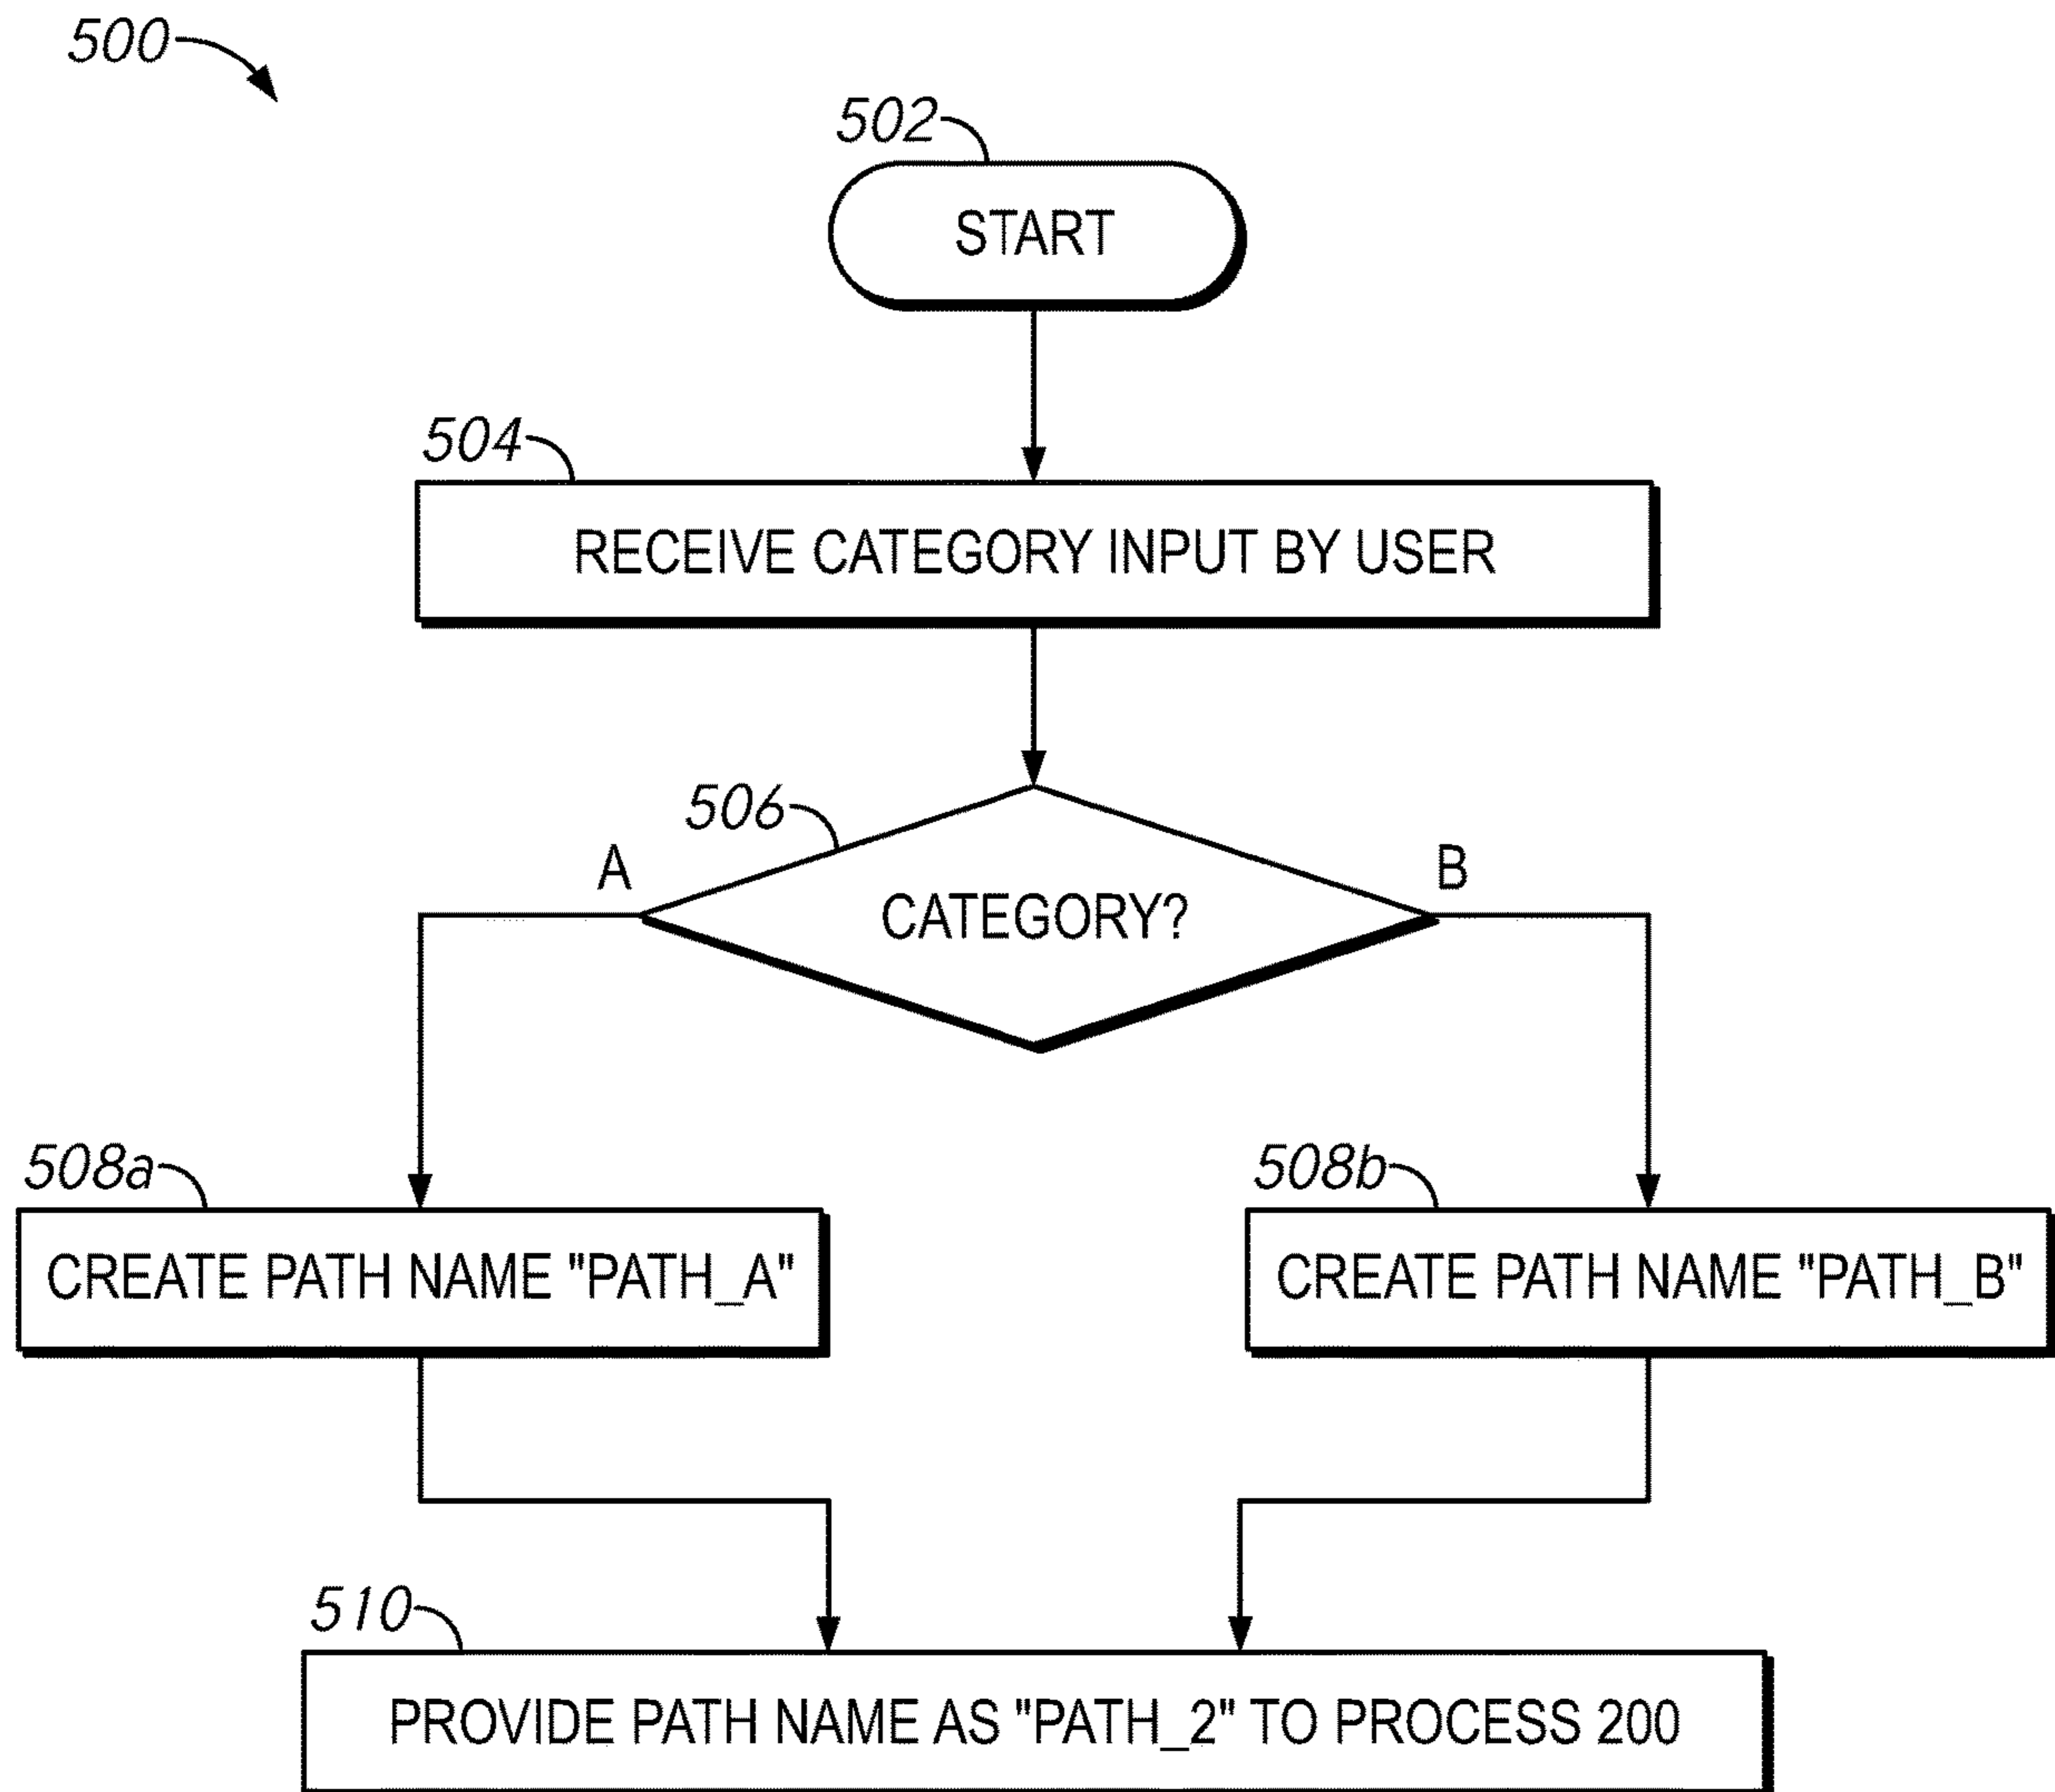 500
502
START
504
RECEIVE CATEGORY INPUT BY USER
506
A
B
CATEGORY?
508a
508b
CREATE PATH NAME "PATH_A"
CREATE PATH NAME "PATH_B"
510
PROVIDE PATH NAME AS "PATH_2" TO PROCESS 200